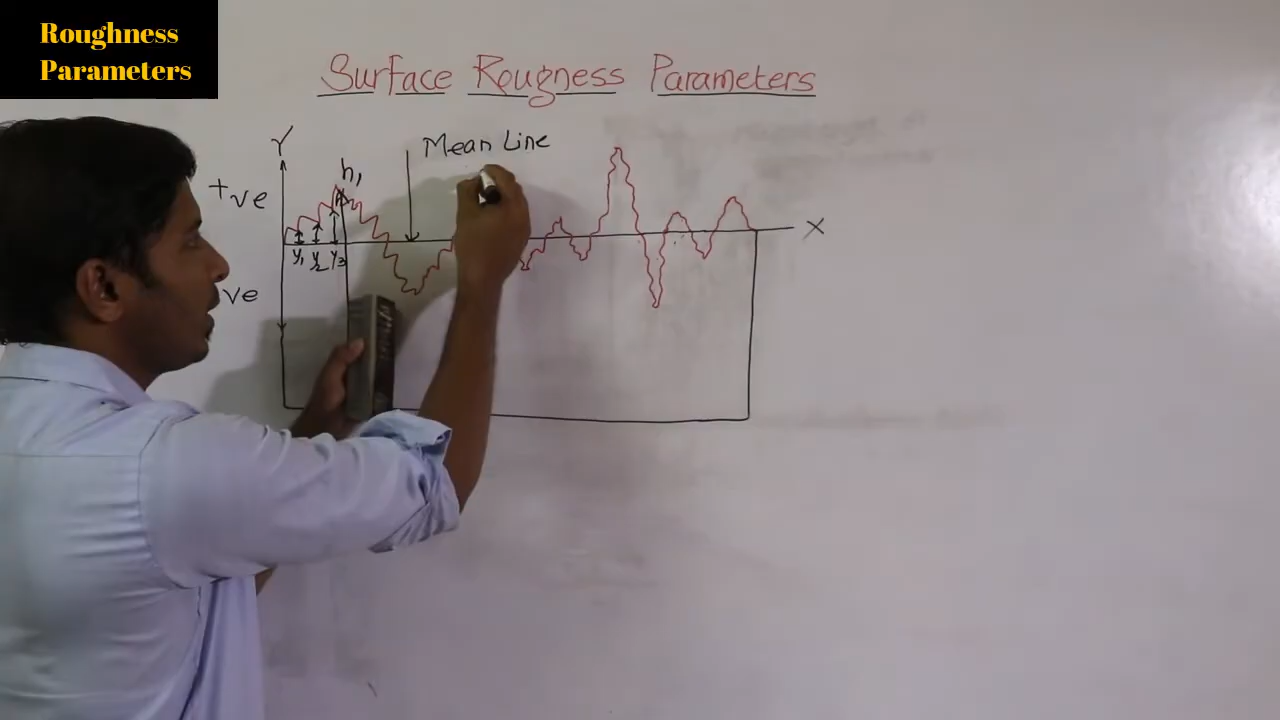 Roughness
Parameters
Surface Rougness Parameters
Y
Mean Line
h1
+ve
X
y1 y2 y3
ve